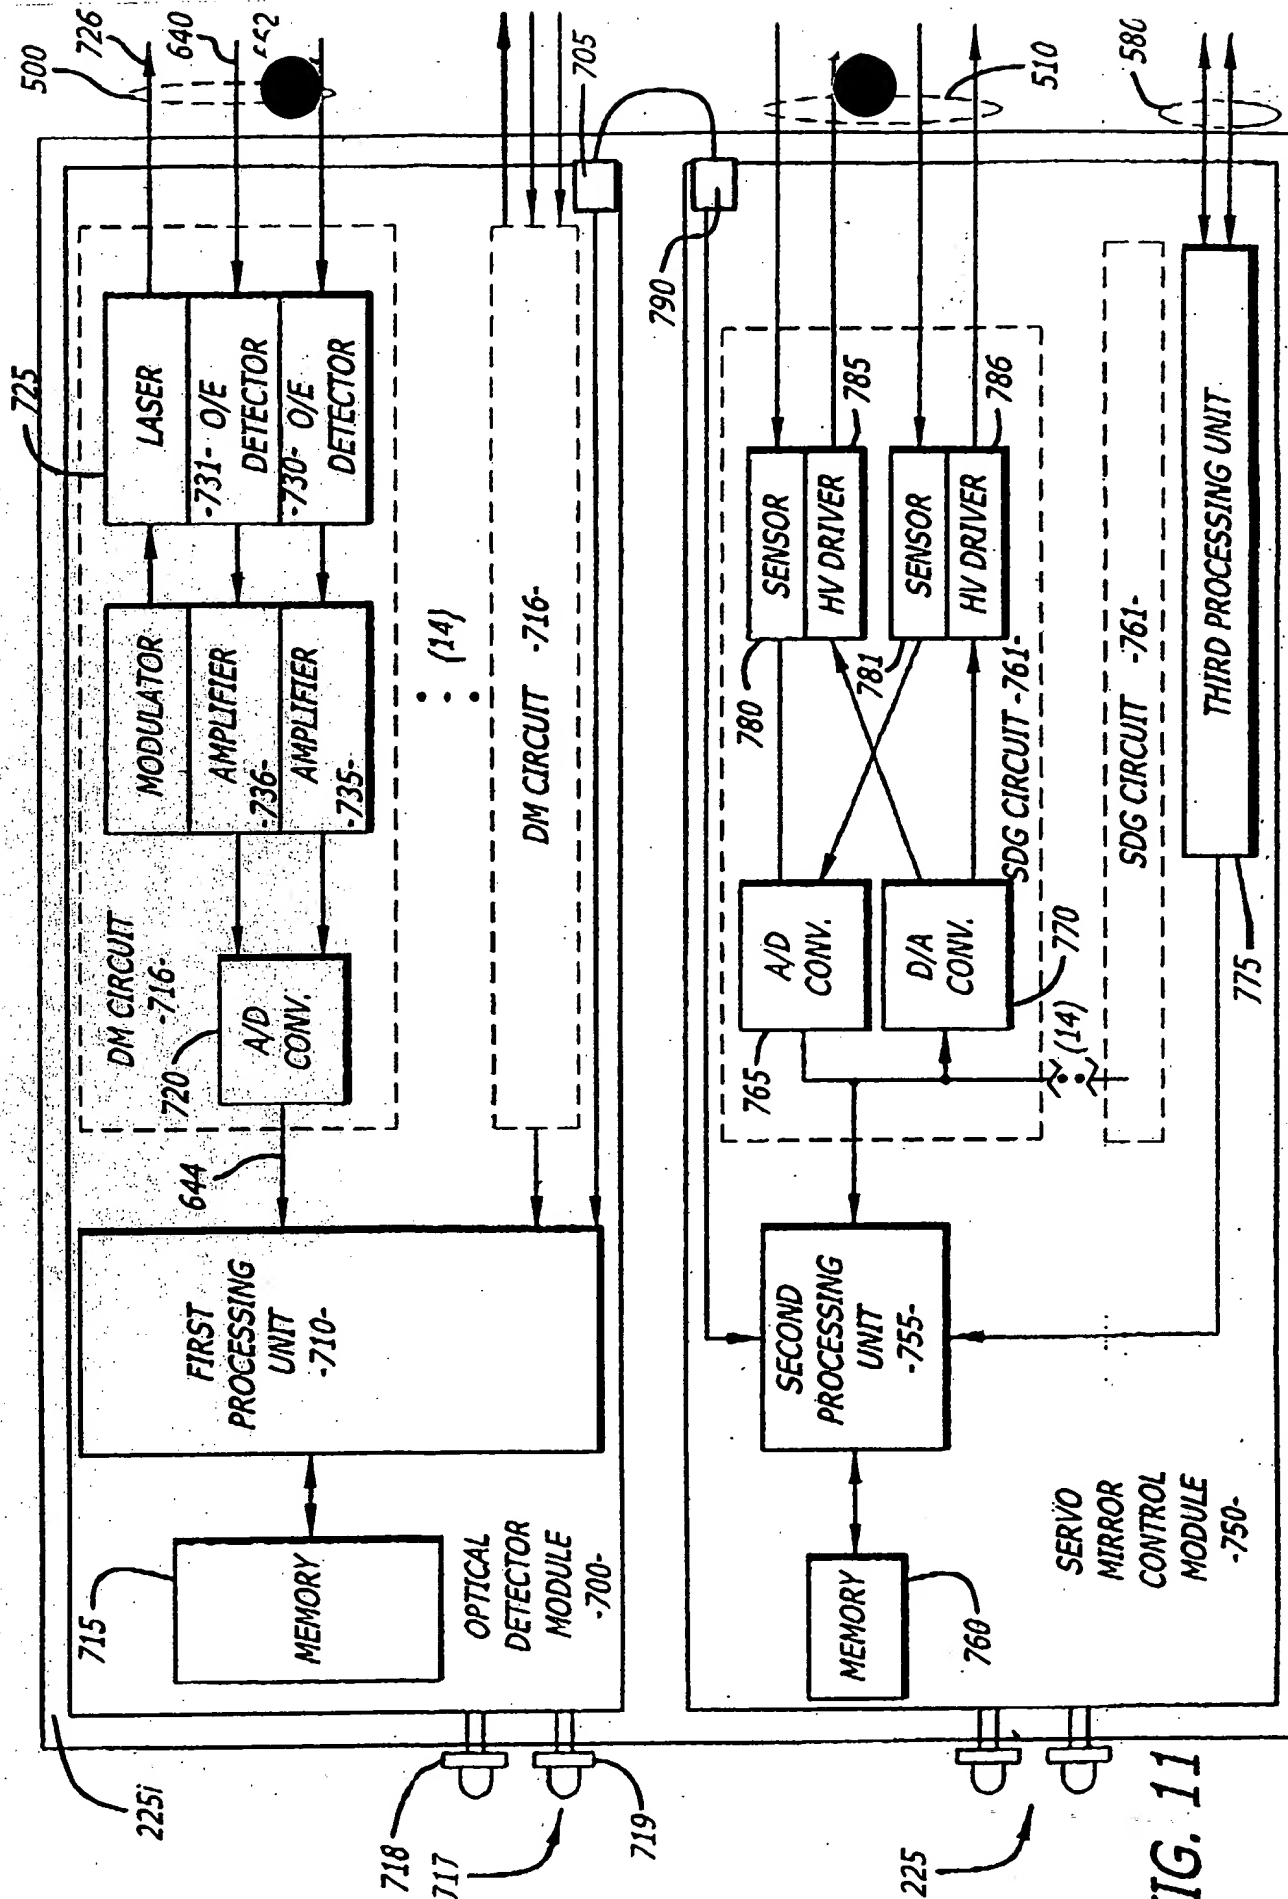 500
726
640
725
LASER
-731- O/E
DETECTOR
-730- O/E
DETECTOR
MODULATOR
AMPLIFIER
-736-
AMPLIFIER
-735-
DM CIRCUIT
-716-
720
A/D
CONV.
644
(14)
DM CIRCUIT -716-
705
FIRST
PROCESSING
UNIT
-710-
715
MEMORY
OPTICAL
DETECTOR
MODULE
-700-
225i
718
717
719
790
510
580
SENSOR
HV DRIVER
785
780
SENSOR
HV DRIVER
786
781
A/D
CONV.
765
D/A
CONV.
770
SDG CIRCUIT -761-
(14)
SDG CIRCUIT -761-
THIRD PROCESSING UNIT
775
SECOND
PROCESSING
UNIT
-755-
MEMORY
760
SERVO
MIRROR
CONTROL
MODULE
-750-
225
FIG. 11